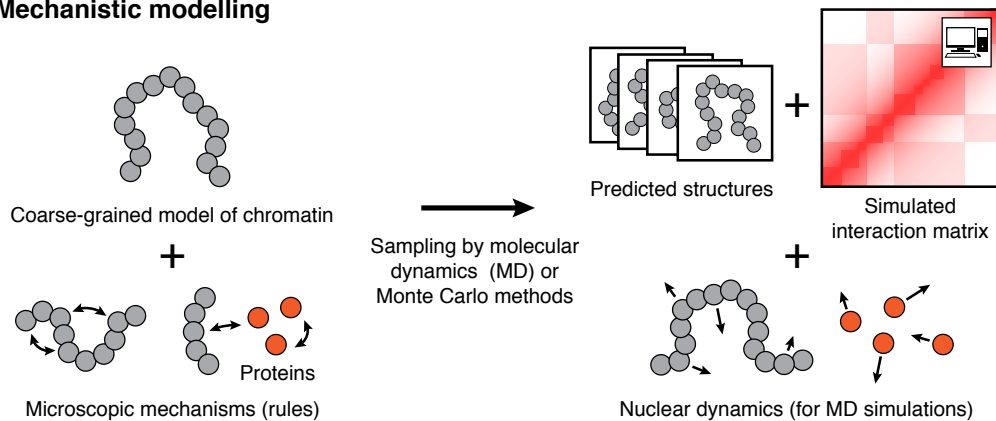 Mechanistic modelling
Coarse-grained model of chromatin
+
Proteins
Microscopic mechanisms (rules)
Sampling by molecular
dynamics (MD) or
Monte Carlo methods
Predicted structures
+
Simulated
interaction matrix
+
Nuclear dynamics (for MD simulations)